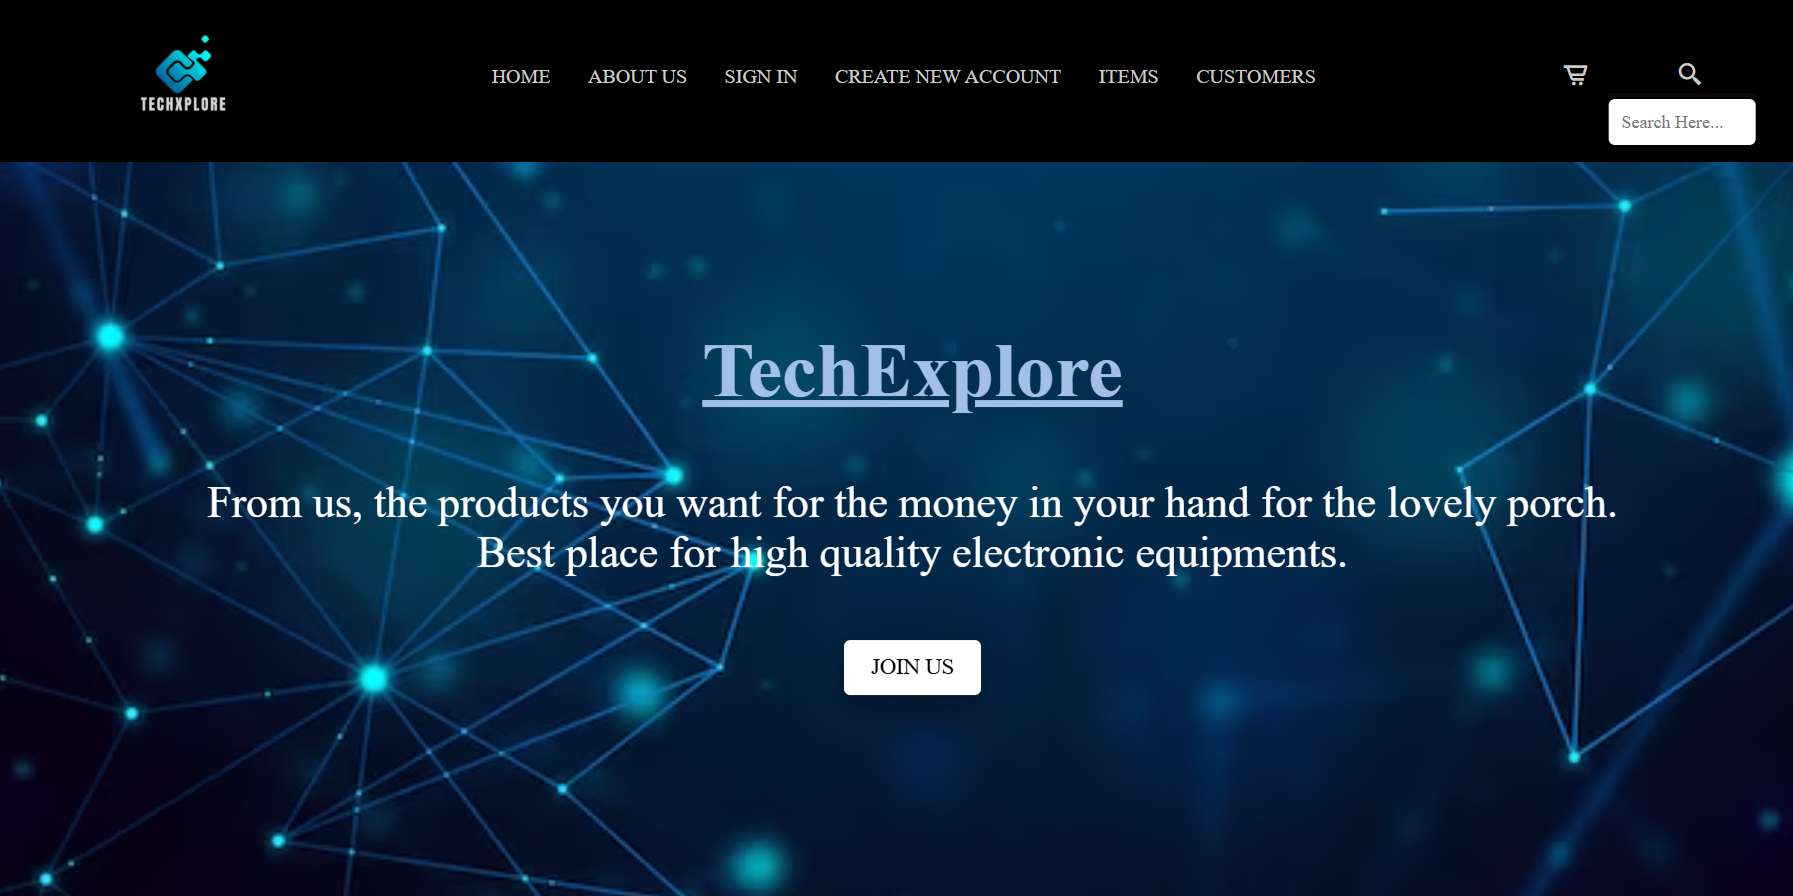 TECHXPLORE
HOME ABOUT US SIGN IN CREATE NEW ACCOUNT ITEMS CUSTOMERS
Search Here...
TechExplore
From us, the products you want for the money in your hand for the lovely porch.
Best place for high quality electronic equipments.
JOIN US